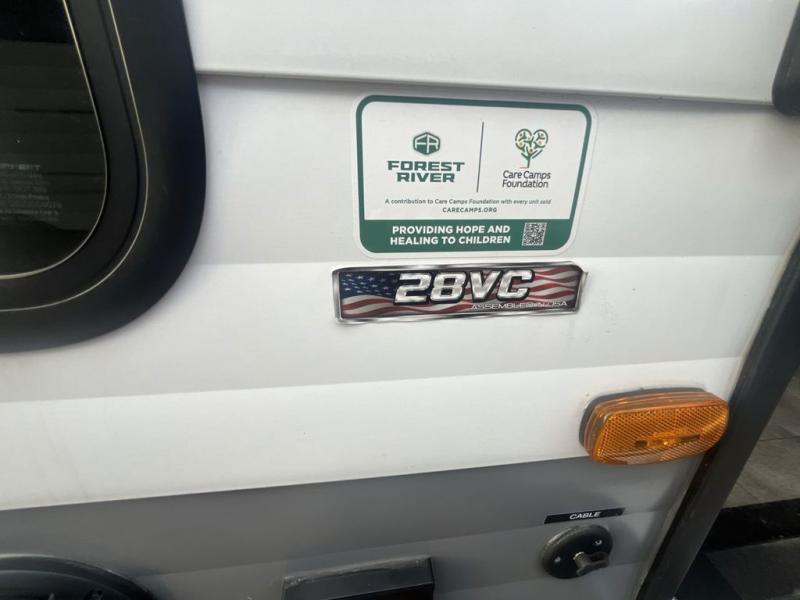 FR
FOREST
RIVER
Care Camps
Foundation
A contribution to Care Camps Foundation with every unit sold
CARECAMPS.ORG
PROVIDING HOPE AND
HEALING TO CHILDREN
28VC
ASSEMBLED IN USA
CABLE